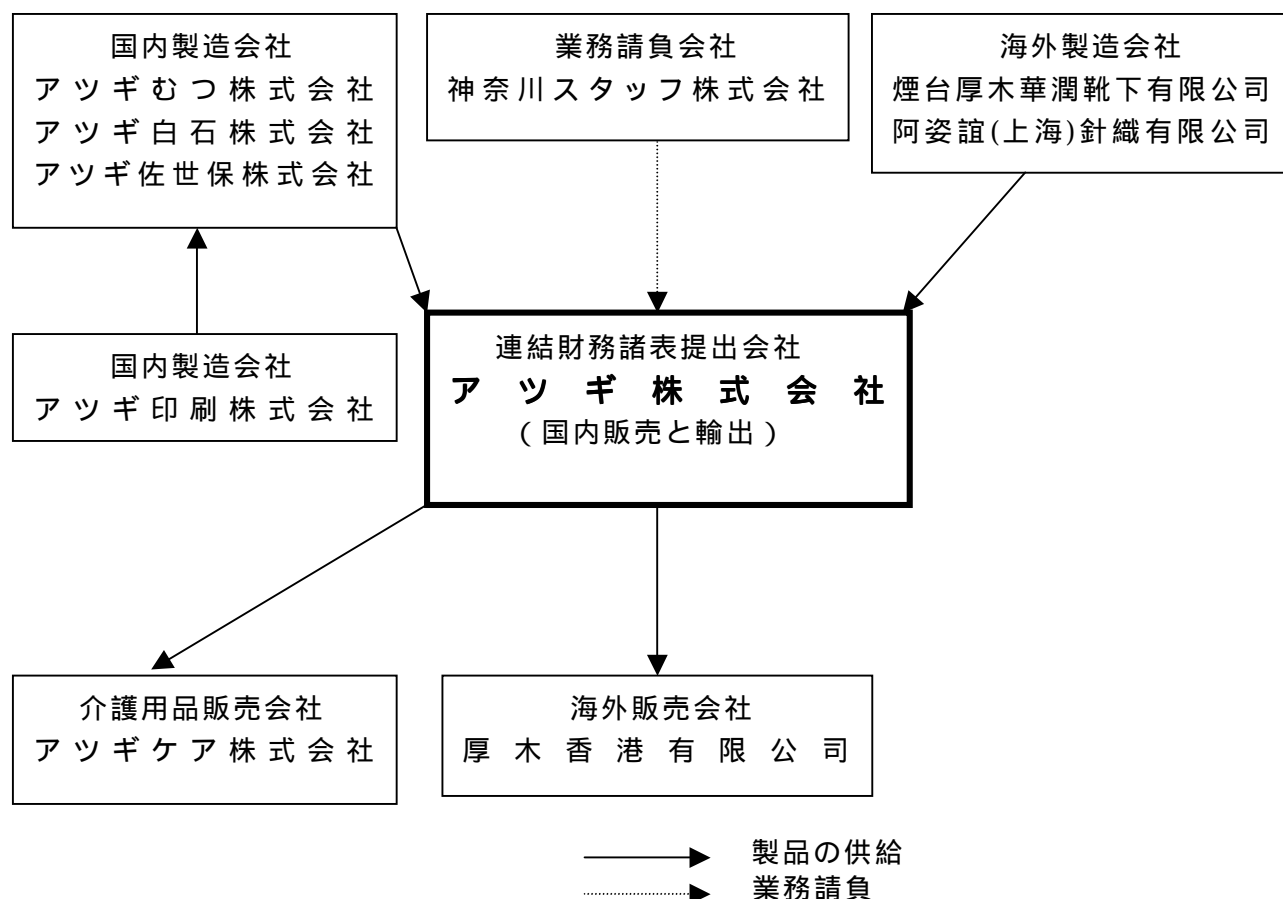 国内製造会社
アツギむつ株式会社
アツギ白石株式会社
アツギ佐世保株式会社
業務請負会社
神奈川スタッフ株式会社
海外製造会社
煙台厚木華潤靴下有限公司
阿姿誼(上海)針織有限公司
国内製造会社
アツギ印刷株式会社
連結財務諸表提出会社
アツギ株式会社
（国内販売と輸出）
介護用品販売会社
アツギケア株式会社
海外販売会社
厚木香港有限公司
製品の供給
業務請負